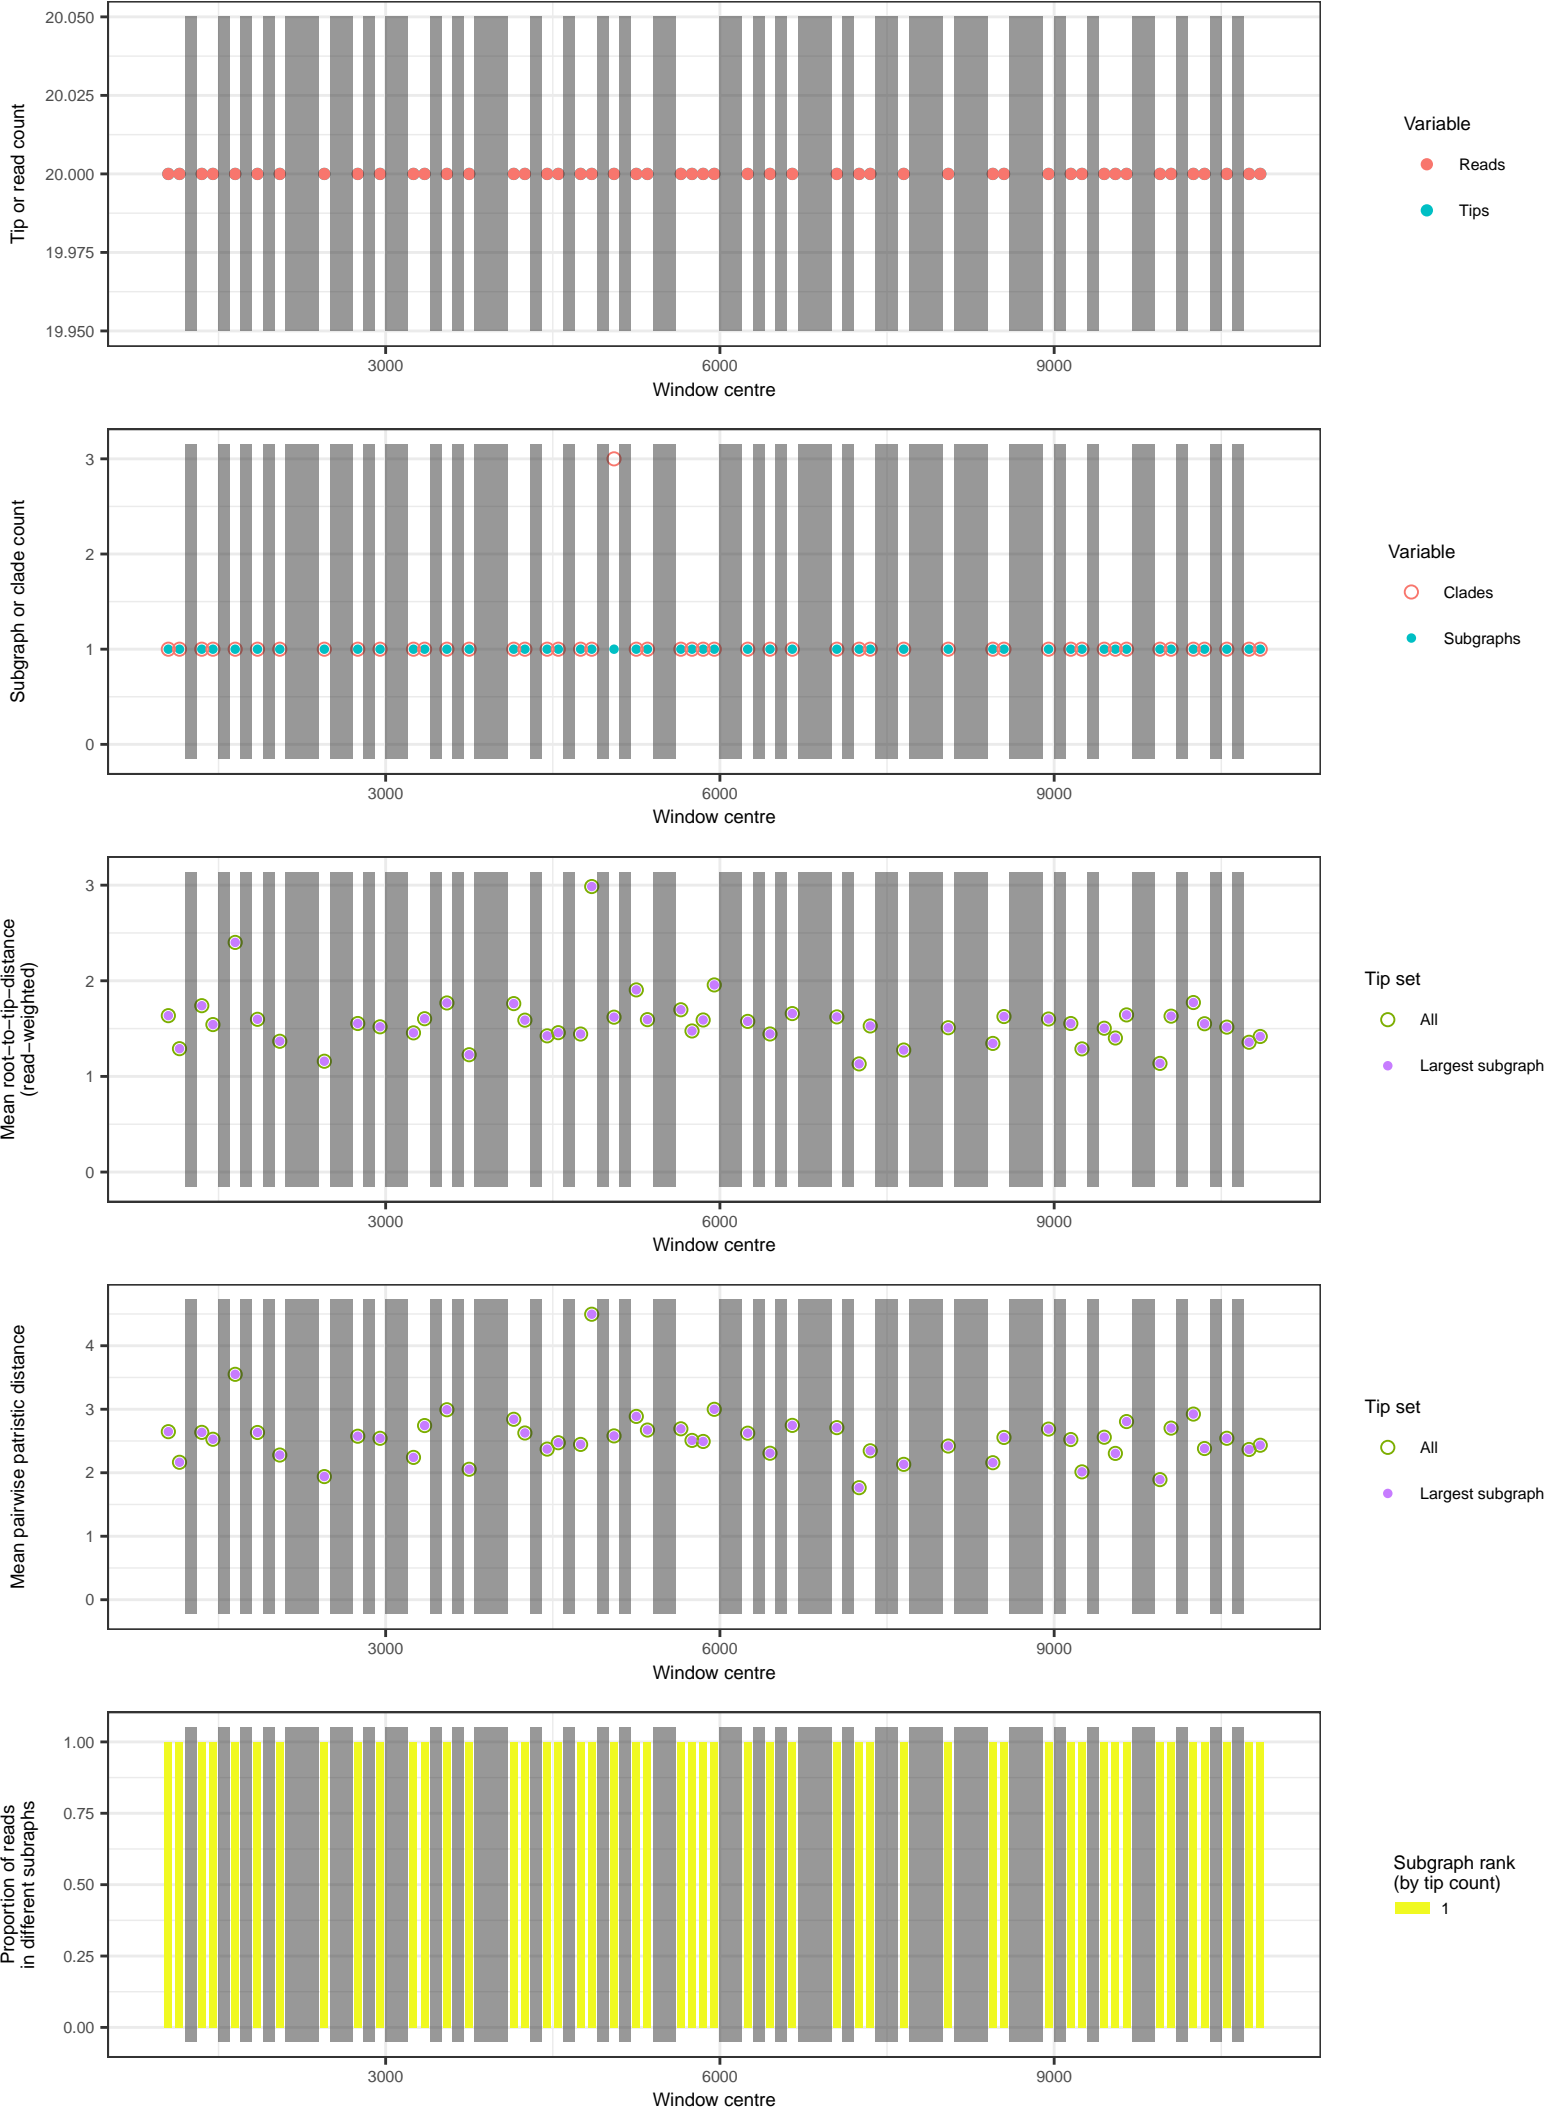 20.050
20.025
20.000
19.975
19.950
Tip or read count
3000
6000
9000
Window centre
Variable
Reads
Tips
3
2
1
0
Subgraph or clade count
3000
6000
9000
Window centre
Variable
Clades
Subgraphs
3
2
1
0
Mean root−to−tip−distance
(read−weighted)
3000
6000
9000
Window centre
Tip set
All
Largest subgraph
4
3
2
1
0
Mean pairwise patristic distance
3000
6000
9000
Window centre
Tip set
All
Largest subgraph
1.00
0.75
0.50
0.25
0.00
Proportion of reads
in different subraphs
3000
6000
9000
Window centre
Subgraph rank
(by tip count)
1